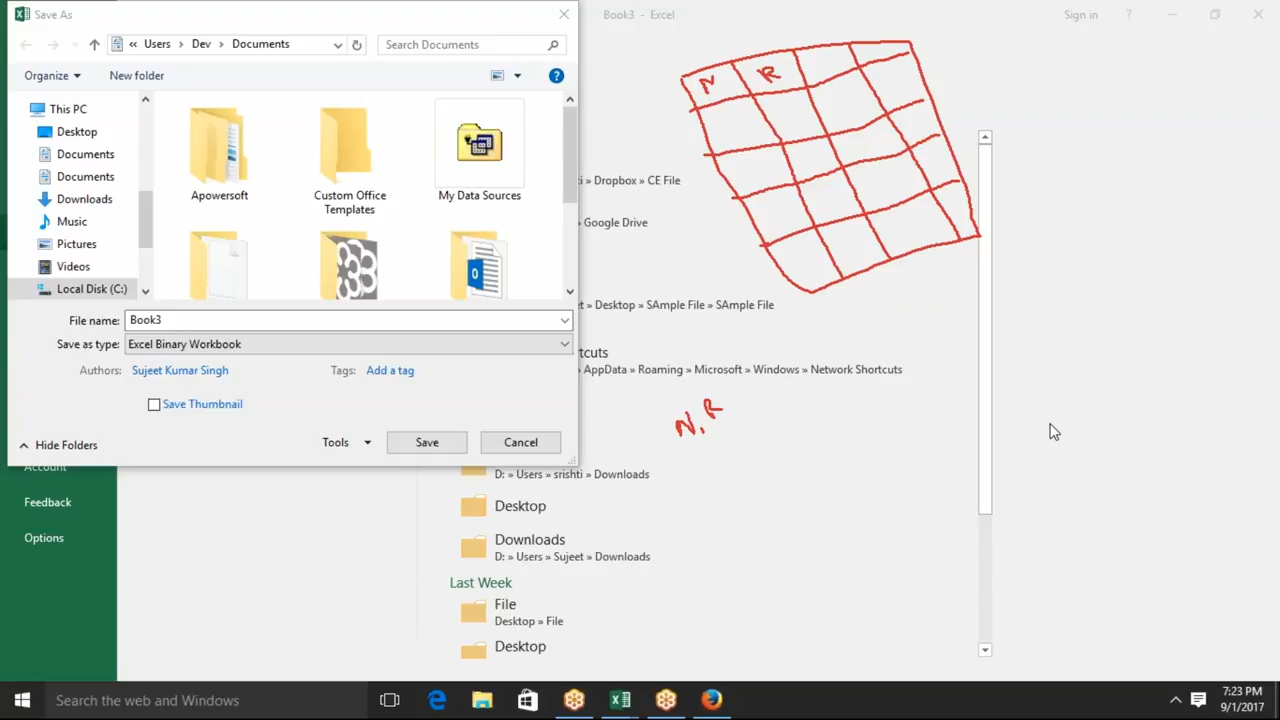 Save As
Book3 - Excel
Sign in
?
« Users › Dev › Documents
Search Documents
Organize
New folder
?
This PC
Desktop
Documents
Documents
Downloads
Music
Pictures
Videos
Local Disk (C:)
Apowersoft
Custom Office
Templates
My Data Sources
File name: Book3
Save as type: Excel Binary Workbook
Authors: Sujeet Kumar Singh
Tags: Add a tag
Save Thumbnail
Hide Folders
Tools
Save
Cancel
N R
» Dropbox » CE File
» Google Drive
» Desktop » SAmple File » SAmple File
» AppData » Roaming » Microsoft » Windows » Network Shortcuts
N, R
D: » Users » srishti » Downloads
Desktop
Downloads
D: » Users » Sujeet » Downloads
Last Week
File
Desktop » File
Desktop
Account
Feedback
Options
Search the web and Windows
7:23 PM
9/1/2017